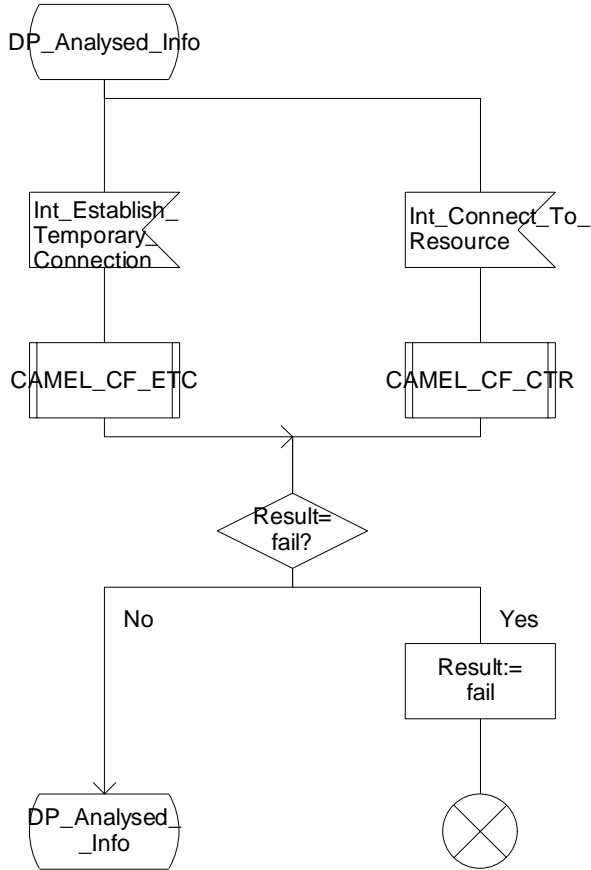 DP_Analysed_Info
Int_Establish_
Temporary_
Connection
Int_Connect_To_
Resource
CAMEL_CF_ETC
CAMEL_CF_CTR
Result=
fail?
No
Yes
Result:=
fail
DP_Analysed_
_Info